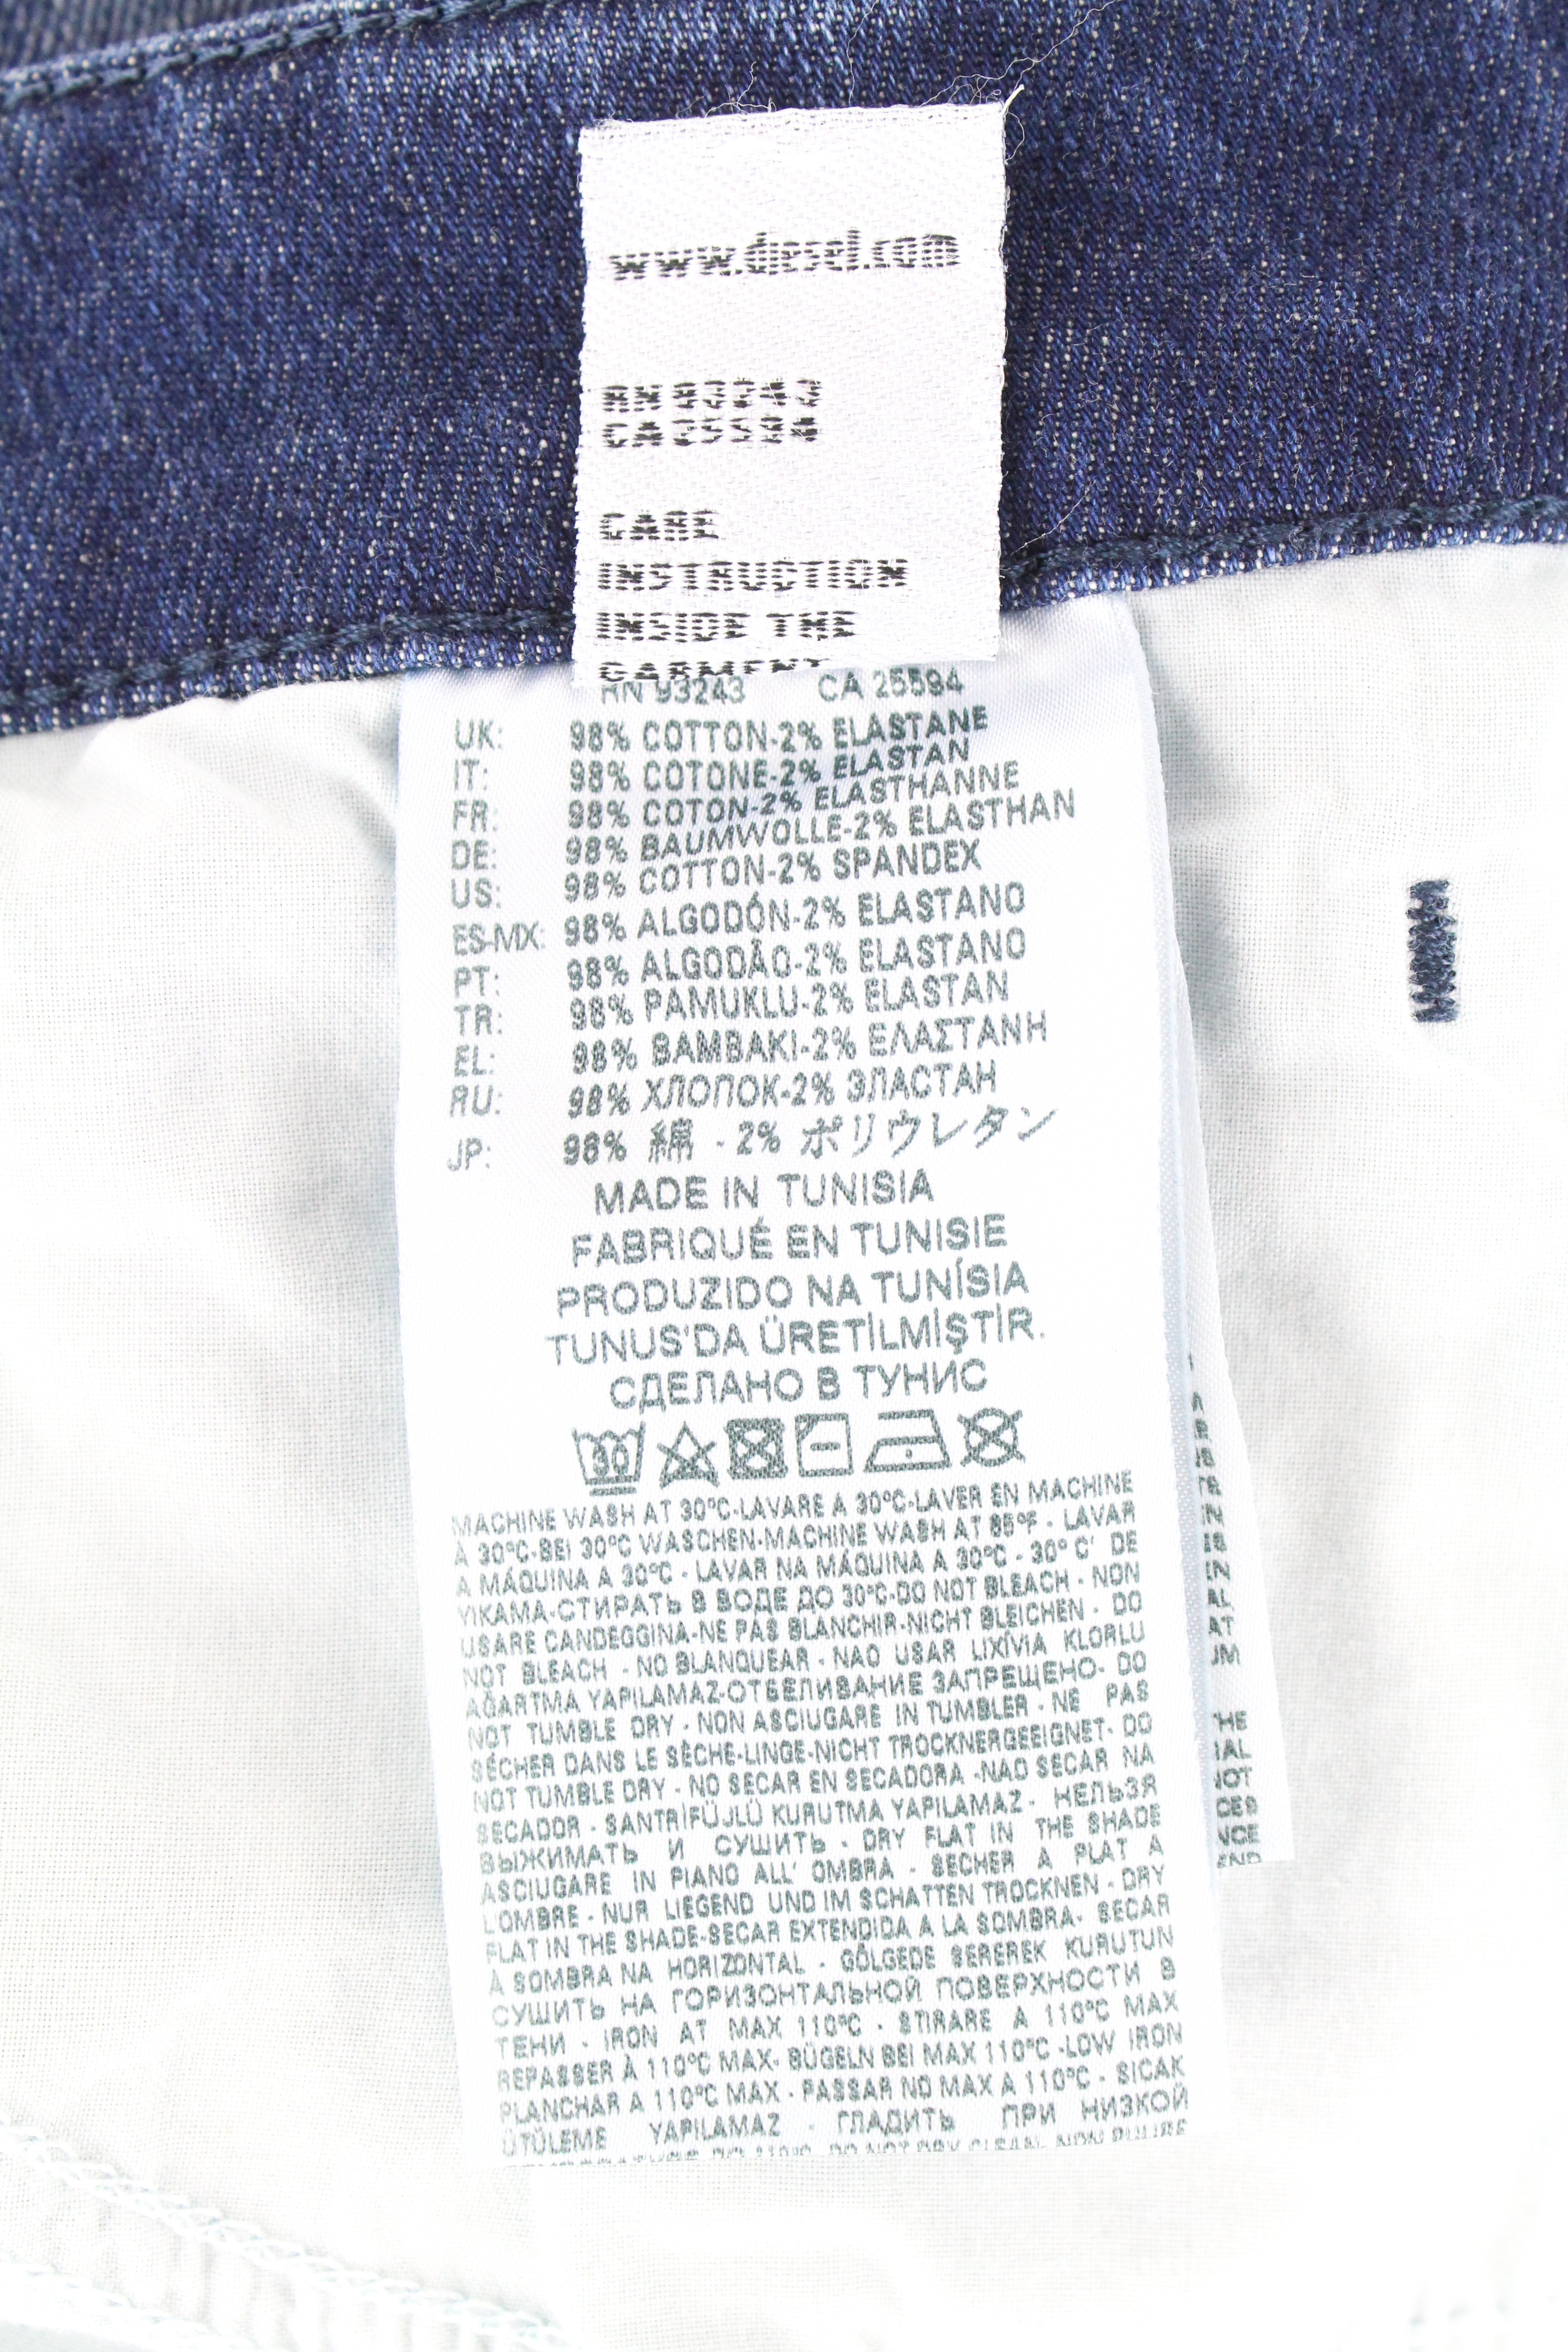 www.diesel.com
RN 93243
CA 25594
CARE
INSTRUCTION
INSIDE THE
GARMENT
RN 93243 CA 25594
UK: 98% COTTON-2% ELASTANE
IT: 98% COTONE-2% ELASTAN
FR: 98% COTON-2% ELASTHANNE
DE: 98% BAUMWOLLE-2% ELASTHAN
US: 98% COTTON-2% SPANDEX
ES-MX: 98% ALGODÓN-2% ELASTANO
PT: 98% ALGODÃO-2% ELASTANO
TR: 98% PAMUKLU-2% ELASTAN
EL: 98% BAMBAKI-2% ΕΛΑΣΤΑΝΗ
RU: 98% ХЛОПОК-2% ЭЛАСТАН
JP: 98% 綿 - 2% ポリウレタン
MADE IN TUNISIA
FABRIQUÉ EN TUNISIE
PRODUZIDO NA TUNÍSIA
TUNUS'DA ÜRETİLMİŞTİR.
СДЕЛАНО В ТУНИС
30
MACHINE WASH AT 30°C-LAVARE A 30°C-LAVER EN MACHINE
À 30°C-BEI 30°C WASCHEN-MACHINE WASH AT 85°F - LAVAR
A MÁQUINA A 30°C - LAVAR NA MÁQUINA A 30°C - 30° C' DE
YIKAMA-СТИРАТЬ В ВОДЕ ДО 30°C-DO NOT BLEACH - NON
USARE CANDEGGINA-NE PAS BLANCHIR-NICHT BLEICHEN - DO
NOT BLEACH - NO BLANQUEAR - NAO USAR LIXÍVIA KLORLU
AĞARTMA YAPILAMAZ-ОТБЕЛИВАНИЕ ЗАПРЕЩЕНО- DO
NOT TUMBLE DRY - NON ASCIUGARE IN TUMBLER - NE PAS
SÉCHER DANS LE SÈCHE-LINGE-NICHT TROCKNERGEEIGNET- DO
NOT TUMBLE DRY - NO SECAR EN SECADORA -NAO SECAR NA
SECADOR - SANTRİFÜJLÜ KURUTMA YAPILAMAZ - НЕЛЬЗЯ
ВЫЖИМАТЬ И СУШИТЬ - DRY FLAT IN THE SHADE
ASCIUGARE IN PIANO ALL' OMBRA - SECHER À PLAT A
L'OMBRE - NUR LIEGEND UND IM SCHATTEN TROCKNEN - DRY
FLAT IN THE SHADE-SECAR EXTENDIDA A LA SOMBRA- SECAR
À SOMBRA NA HORIZONTAL - GÖLGEDE SEREREK KURUTUN
СУШИТЬ НА ГОРИЗОНТАЛЬНОЙ ПОВЕРХНОСТИ В
ТЕНИ - IRON AT MAX 110°C - STIRARE A 110°C MAX
REPASSER À 110°C MAX- BÜGELN BEI MAX 110°C -LOW IRON
PLANCHAR A 110°C MAX - PASSAR NO MAX A 110°C - SICAK
ÜTÜLEME YAPILAMAZ - ГЛАДИТЬ ПРИ НИЗКОЙ
DO NOT DRY CLEAN- NON PULIRE